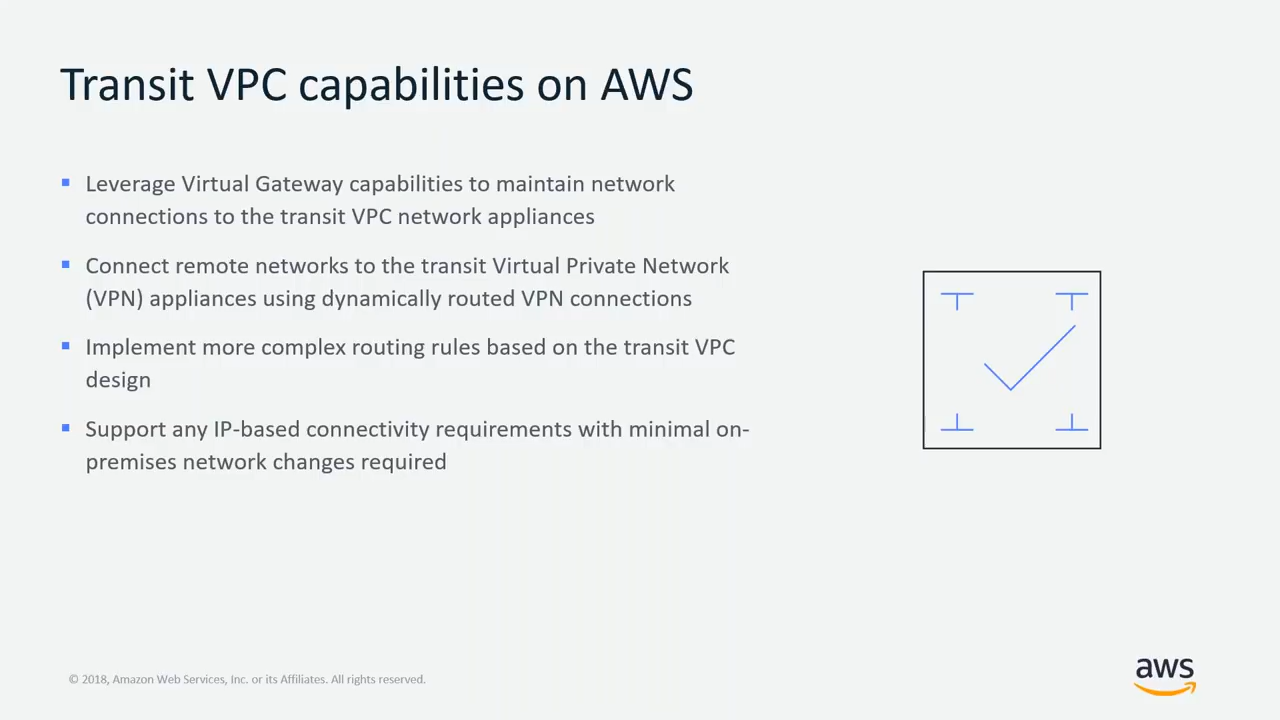 Transit VPC capabilities on AWS
Leverage Virtual Gateway capabilities to maintain network
connections to the transit VPC network appliances
Connect remote networks to the transit Virtual Private Network
(VPN) appliances using dynamically routed VPN connections
Implement more complex routing rules based on the transit VPC
design
Support any IP-based connectivity requirements with minimal on-
premises network changes required
© 2018, Amazon Web Services, Inc. or its Affiliates. All rights reserved.
aws